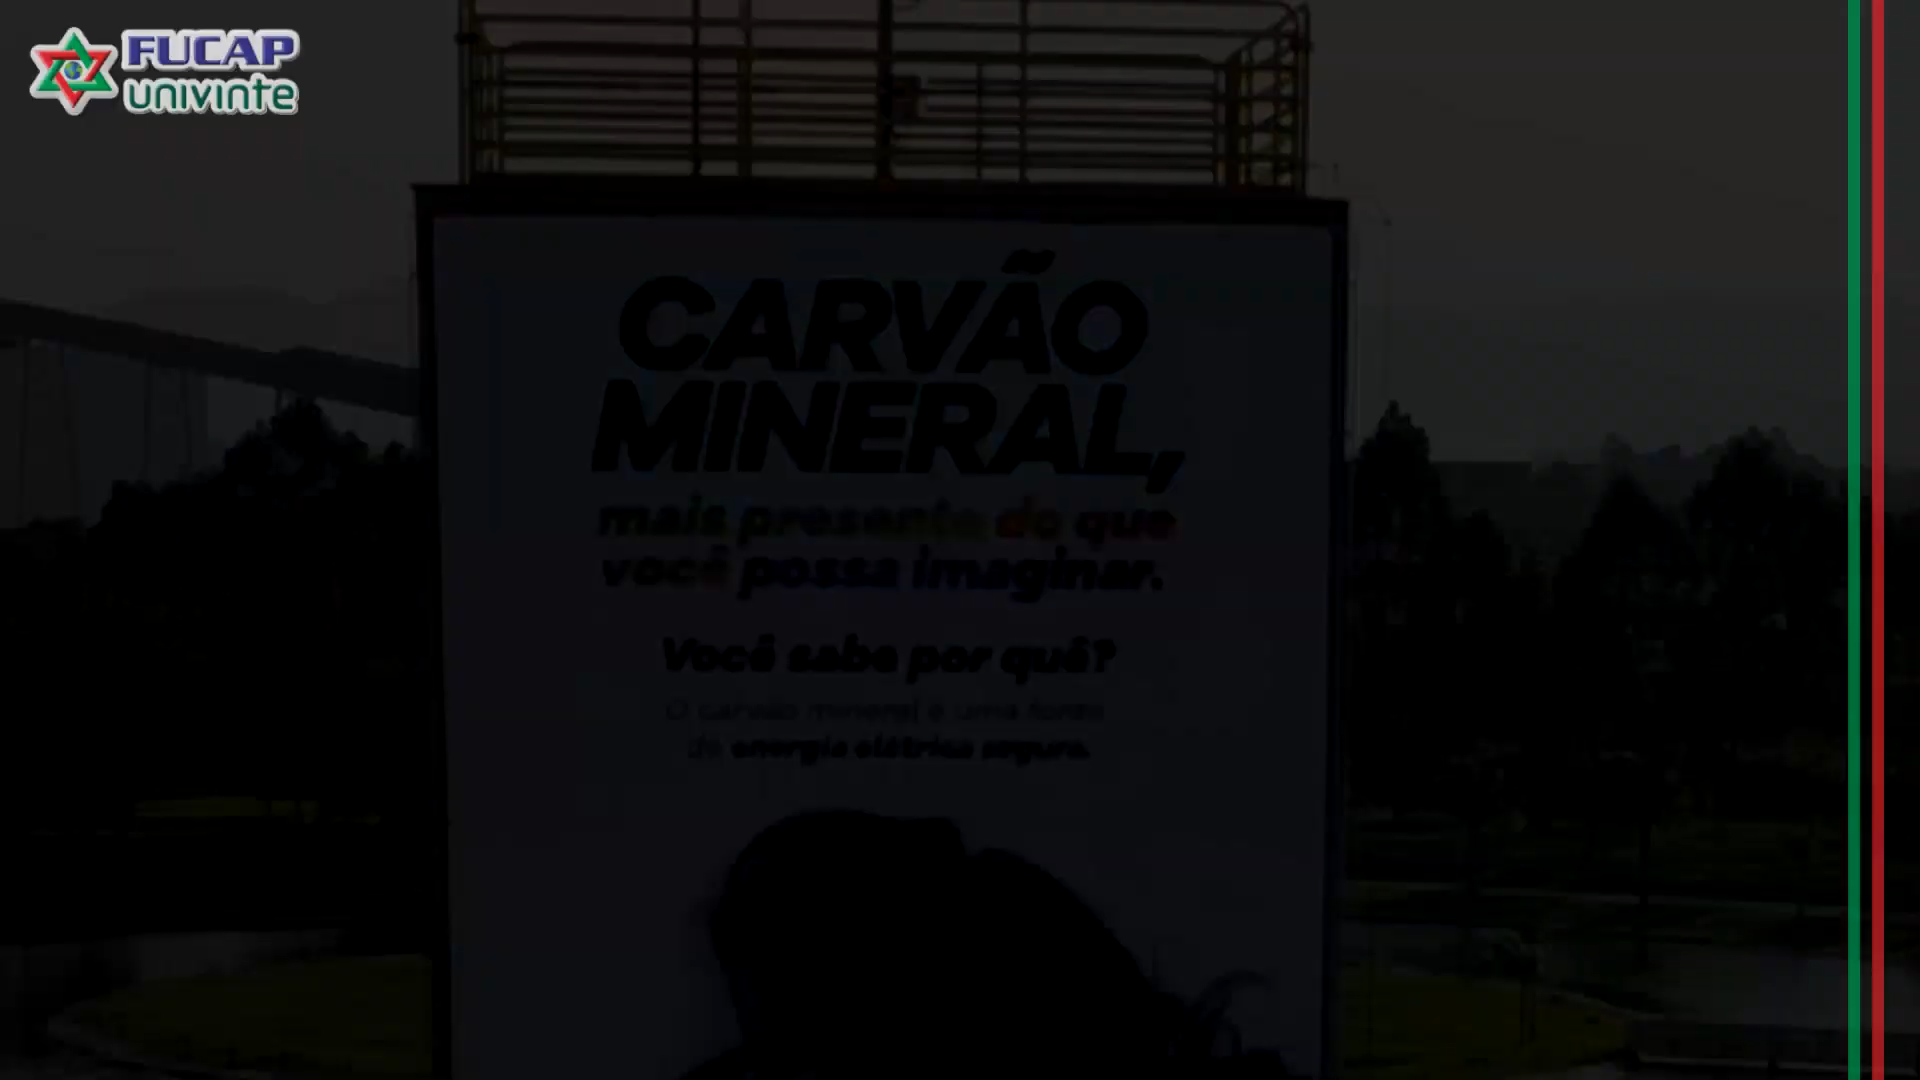 FUCAP
univinte
CARVÃO
MINERAL,
mais presente do que
você possa imaginar.
Você sabe por quê?
O carvão mineral é uma fonte
de energia elétrica segura.